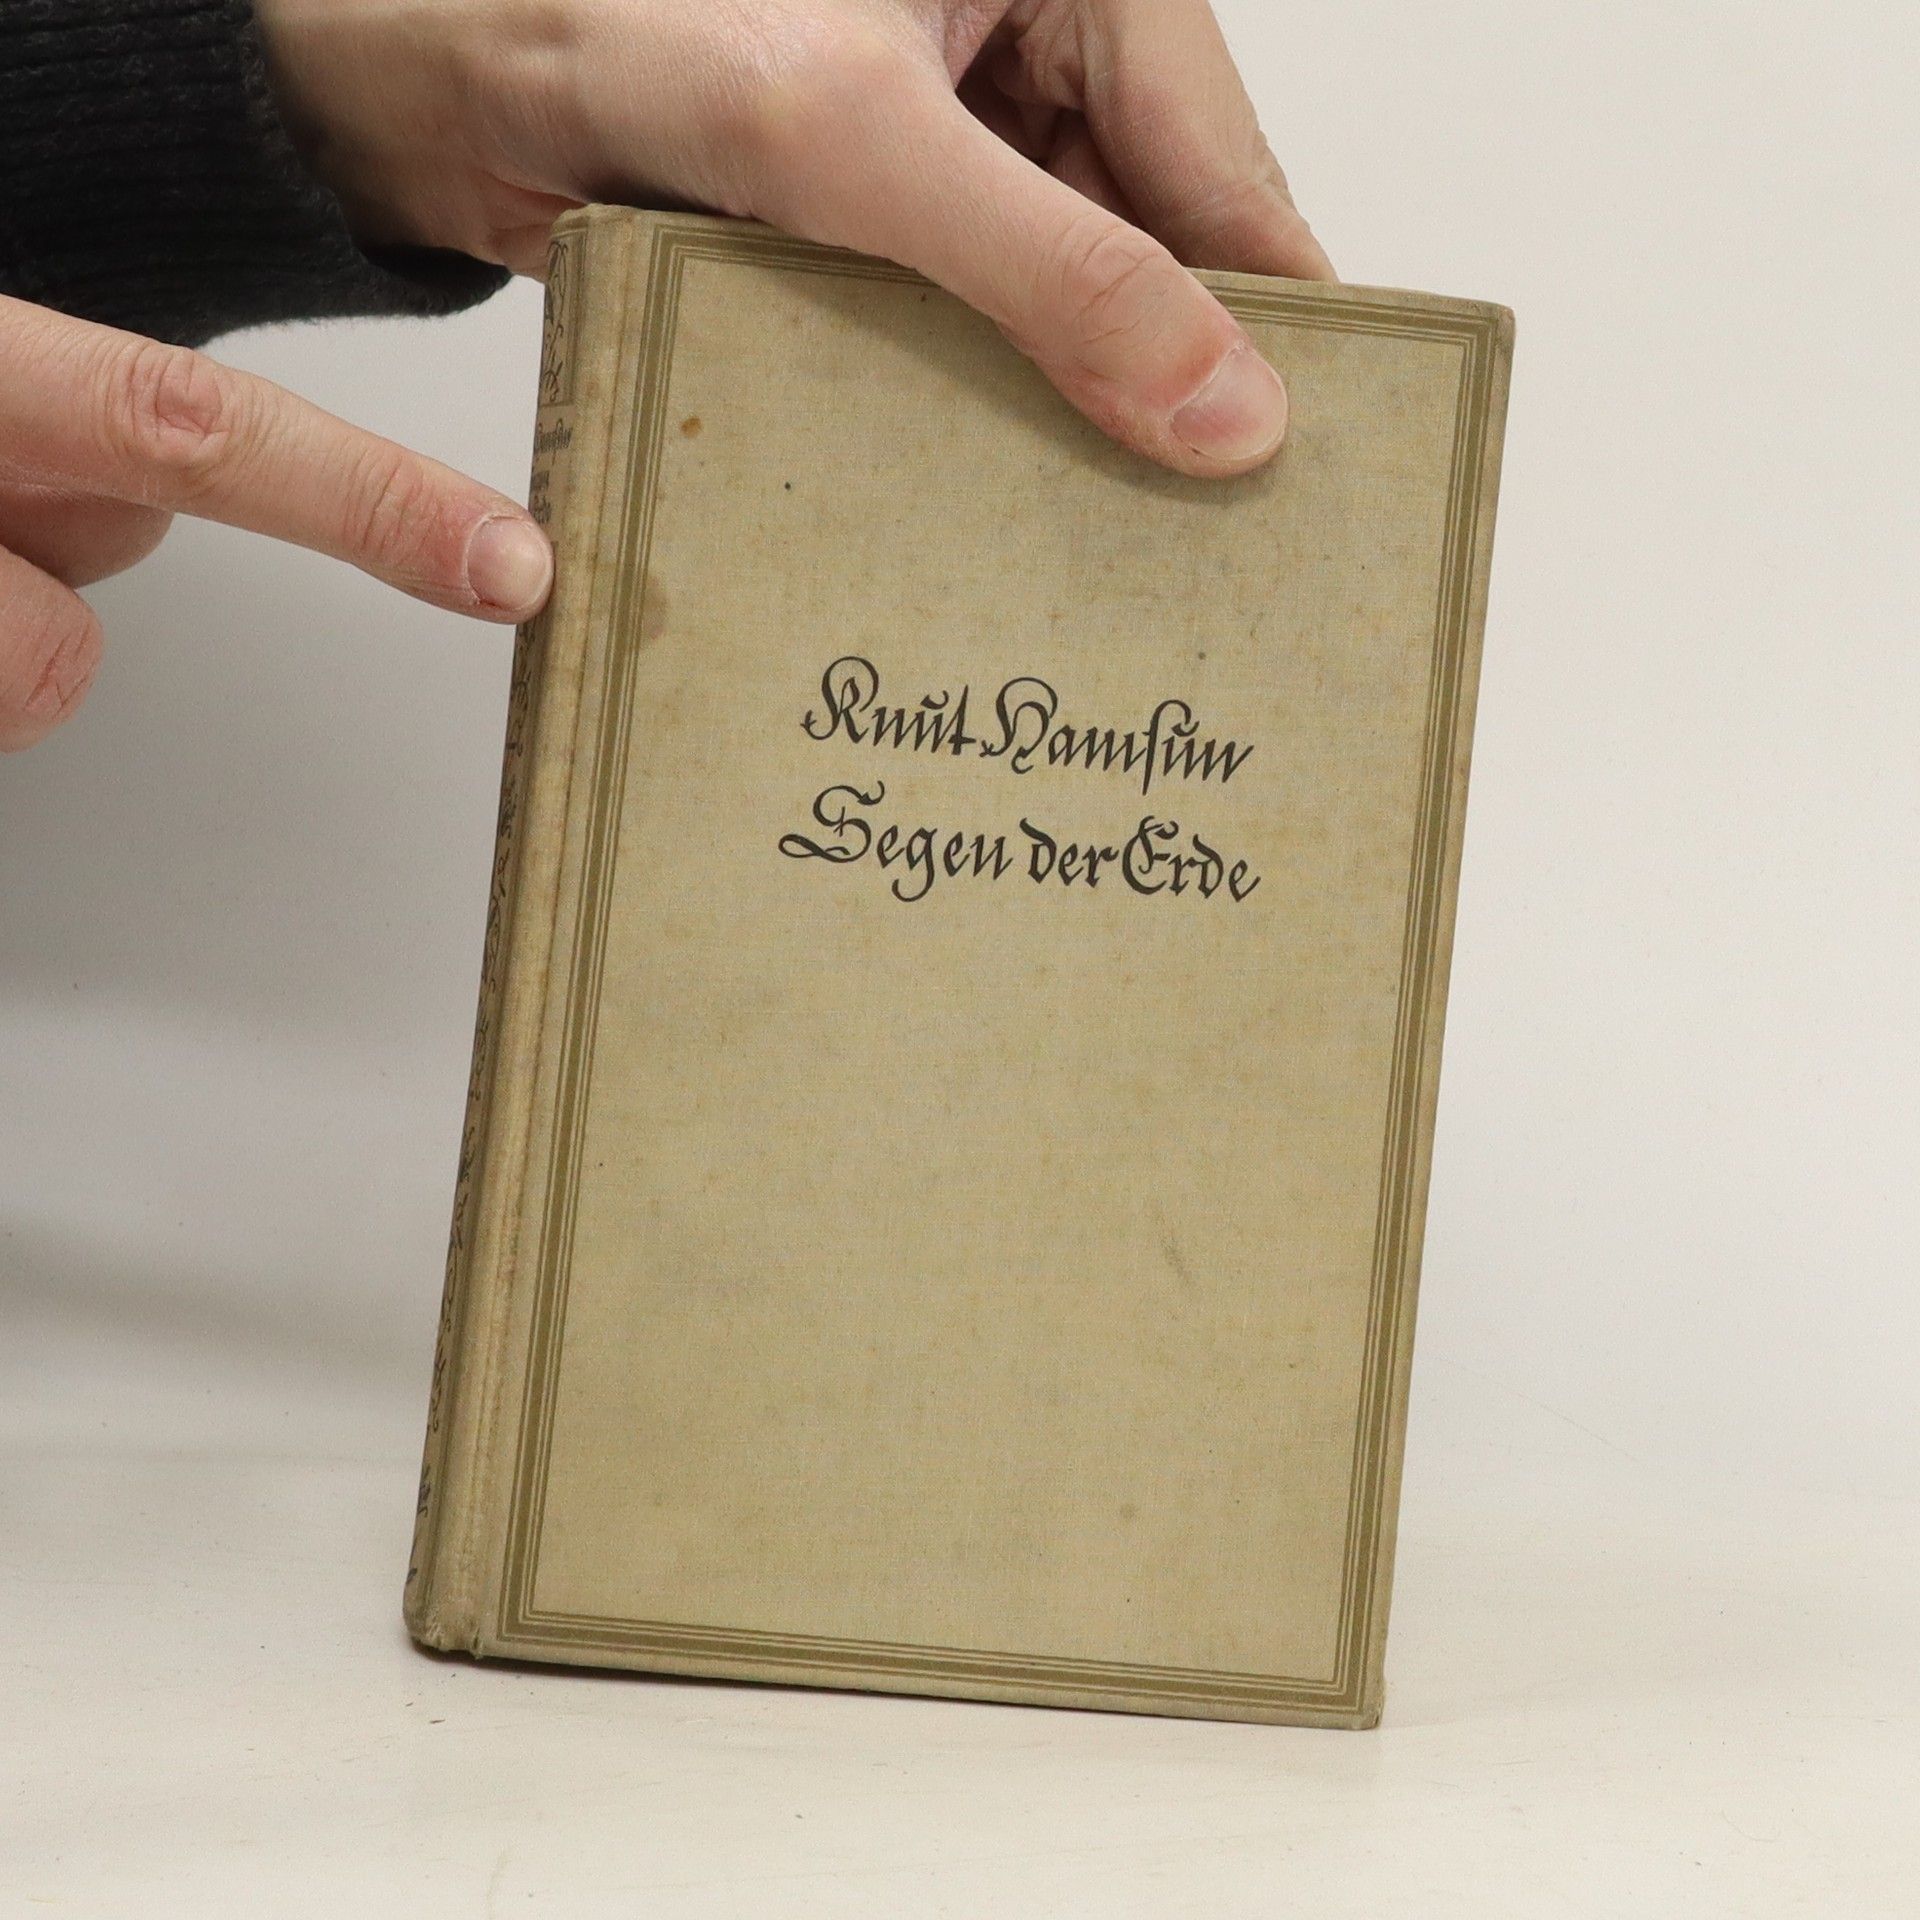 Knut Hamsun
Segen der Erde